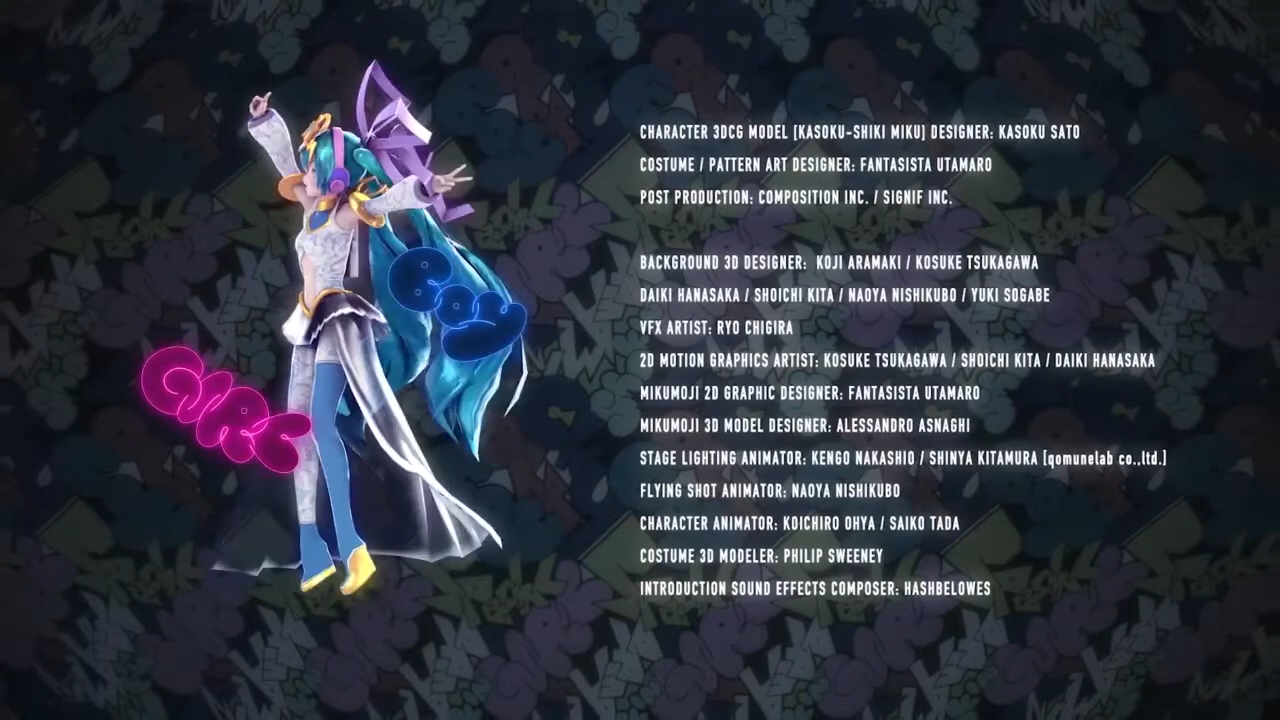 CHARACTER 3DCG MODEL [KASOKU-SHIKI MIKU] DESIGNER: KASOKU SATO
COSTUME / PATTERN ART DESIGNER: FANTASISTA UTAMARO
POST PRODUCTION: COMPOSITION INC. / SIGNIF INC.
BACKGROUND 3D DESIGNER: KOJI ARAMAKI / KOSUKE TSUKAGAWA
DAIKI HANASAKA / SHOICHI KITA / NAOYA NISHIKUBO / YUKI SOGABE
VFX ARTIST: RYO CHIGIRA
2D MOTION GRAPHICS ARTIST: KOSUKE TSUKAGAWA / SHOICHI KITA / DAIKI HANASAKA
MIKUMOJI 2D GRAPHIC DESIGNER: FANTASISTA UTAMARO
MIKUMOJI 3D MODEL DESIGNER: ALESSANDRO ASNAGHI
STAGE LIGHTING ANIMATOR: KENGO NAKASHIO / SHINYA KITAMURA [qomunelab co.,ltd.]
FLYING SHOT ANIMATOR: NAOYA NISHIKUBO
CHARACTER ANIMATOR: KOICHIRO OHYA / SAIKO TADA
COSTUME 3D MODELER: PHILIP SWEENEY
INTRODUCTION SOUND EFFECTS COMPOSER: HASHBELOWES